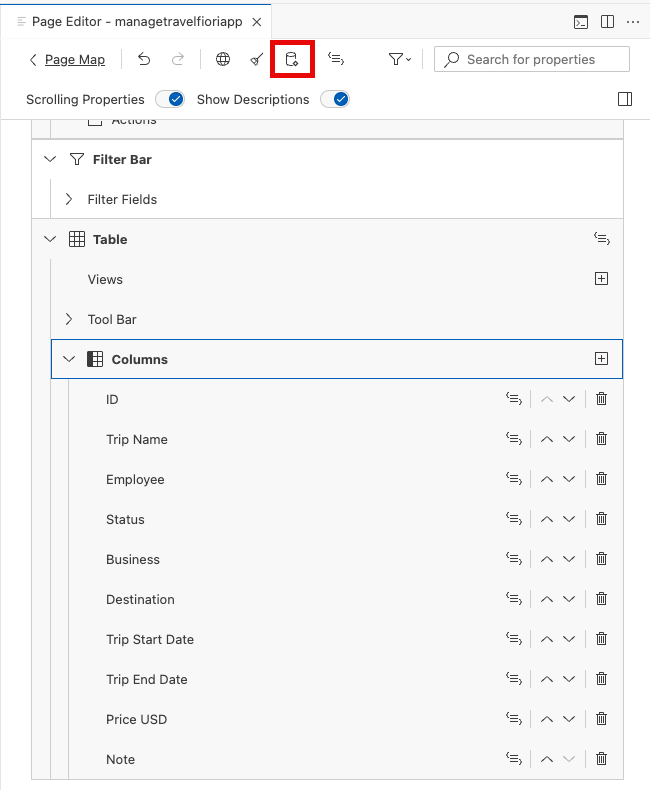 Page Editor - managetravelfioriapp
Page Map
Search for properties
Scrolling Properties
Show Descriptions
Actions
Filter Bar
Filter Fields
Table
Views
Tool Bar
Columns
ID
Trip Name
Employee
Status
Business
Destination
Trip Start Date
Trip End Date
Price USD
Note